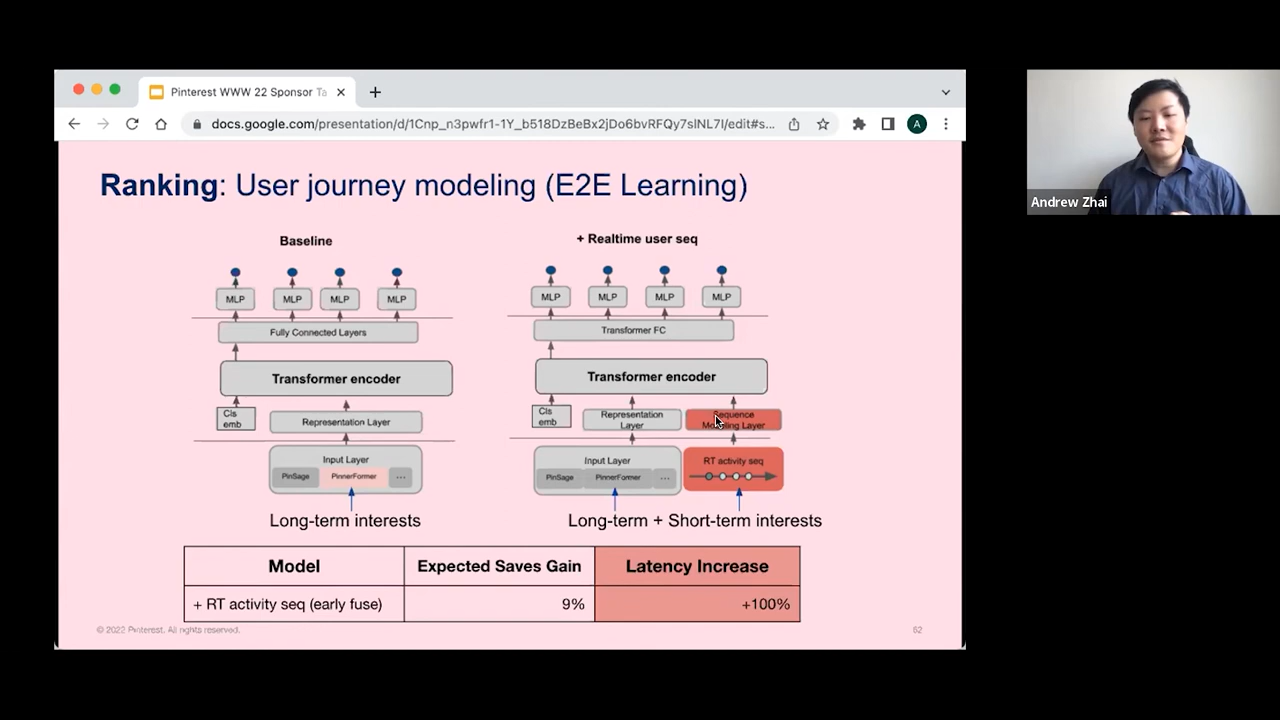 Pinterest WWW 22 Sponsor Ta
docs.google.com/presentation/d/1Cnp_n3pwfr1-1Y_b518DzBeBx2jDo6bvRFQy7slNL7I/edit#s...
A
Andrew Zhai
Ranking: User journey modeling (E2E Learning)
Baseline
MLP MLP MLP MLP
Fully Connected Layers
Transformer encoder
Cls
emb
Representation Layer
Input Layer
PinSage PinnerFormer ...
Long-term interests
+ Realtime user seq
MLP MLP MLP MLP
Transformer FC
Transformer encoder
Cls
emb
Representation
Layer
Sequence
Modeling Layer
Input Layer
PinSage PinnerFormer ...
RT activity seq
Long-term + Short-term interests
Model Expected Saves Gain Latency Increase
+ RT activity seq (early fuse) 9% +100%
© 2022 Pinterest. All rights reserved.
62